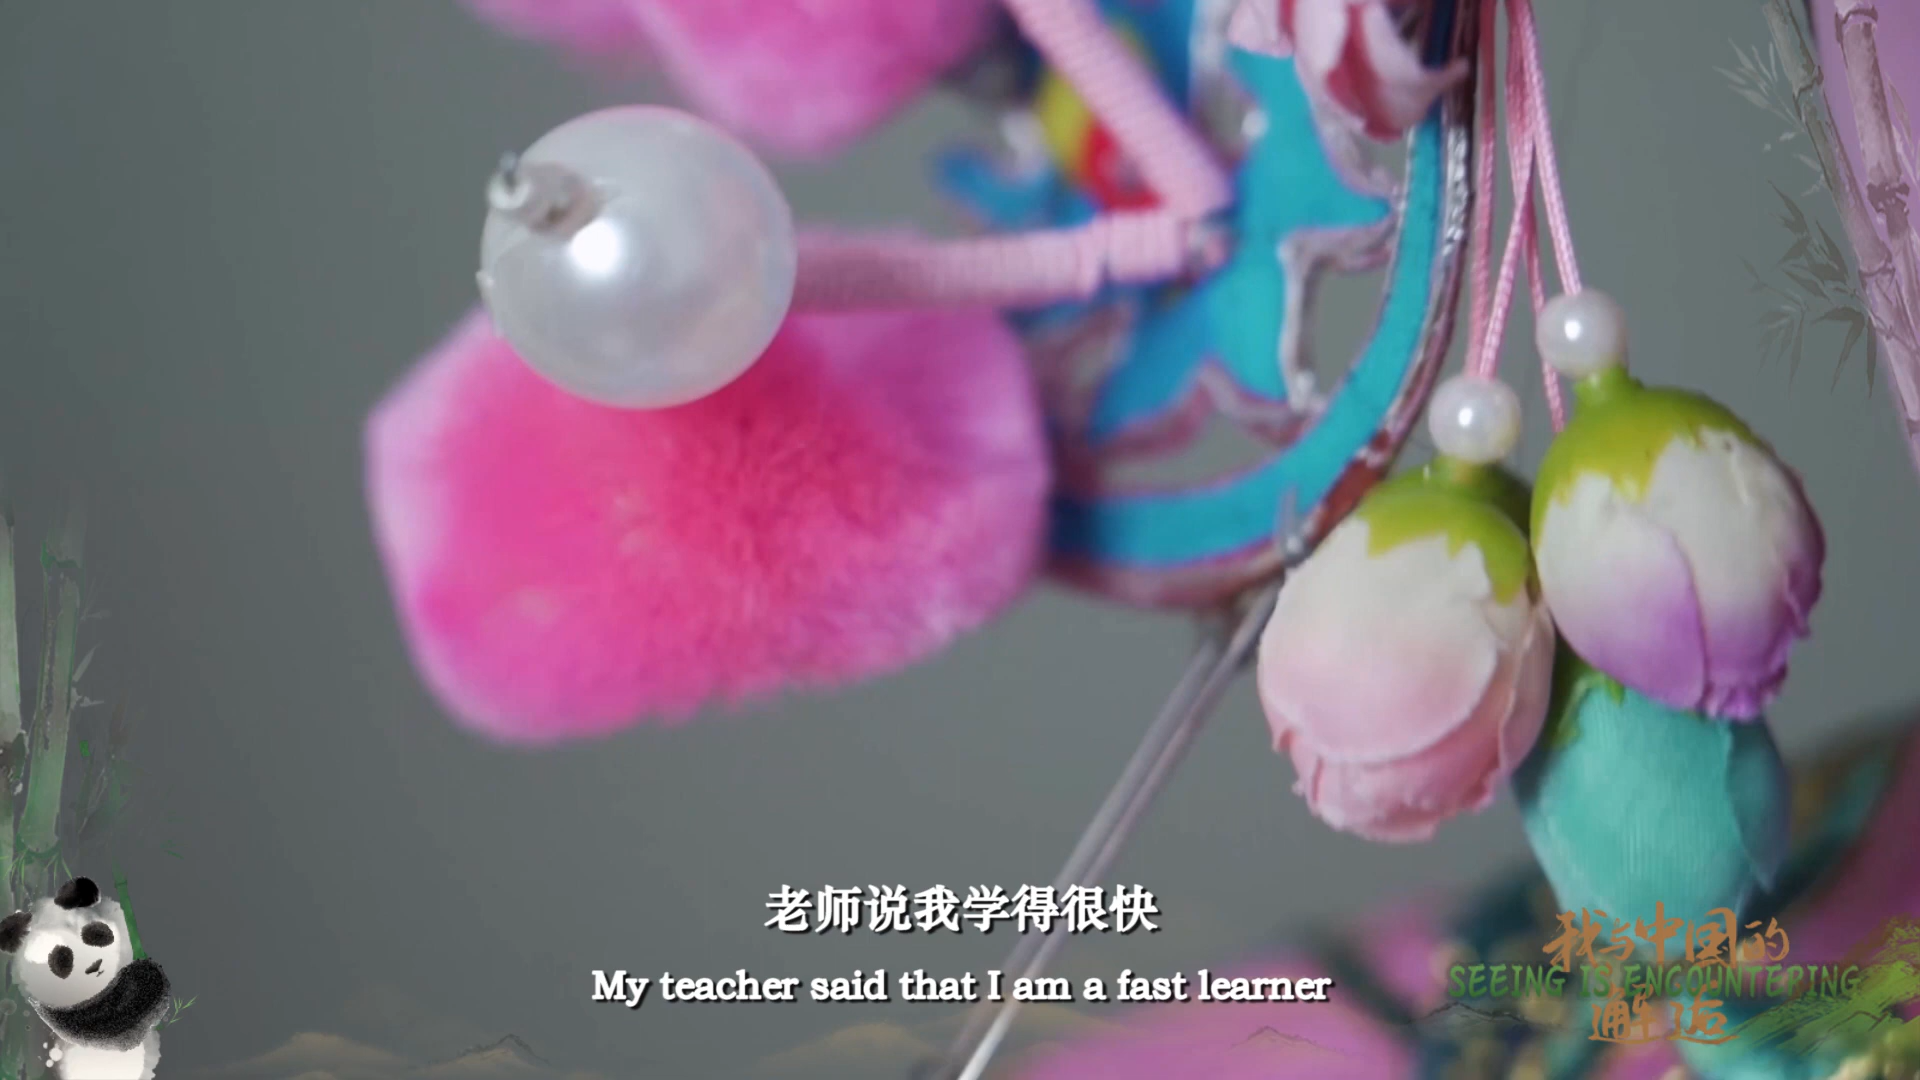 老师说我学得很快
My teacher said that I am a fast learner
我与中国的
SEEING IS ENCOUNTERING
邂逅